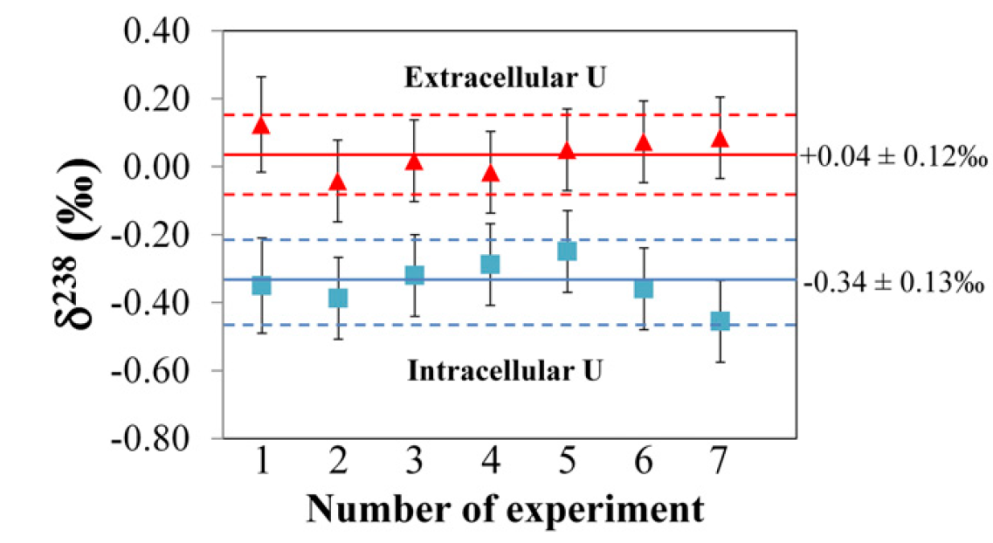 0.40
Extracellular U
0.20
0.00
+0.04 ± 0.12‰
-0.20
-0.34 ± 0.13‰
-0.40
-0.60
Intracellular U
-0.80
δ238 (‰)
1 2 3 4 5 6 7
Number of experiment